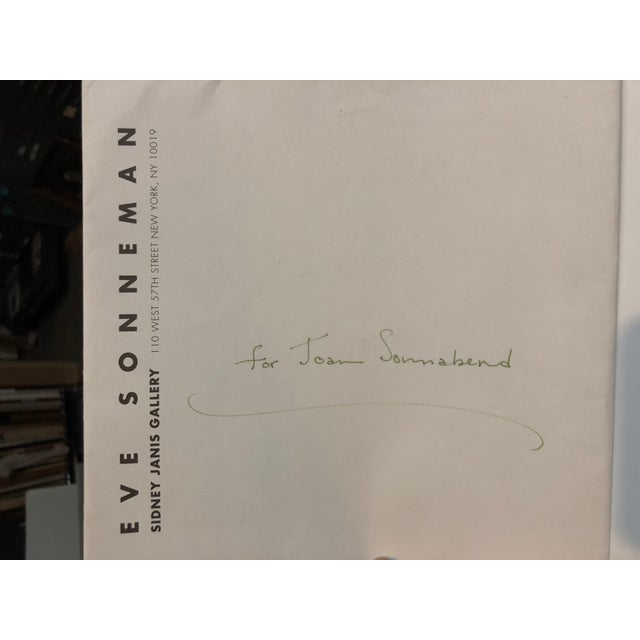 EVE SONNEMAN
SIDNEY JANIS GALLERY 110 WEST 57TH STREET NEW YORK, NY 10019
for Joan Sonnabend